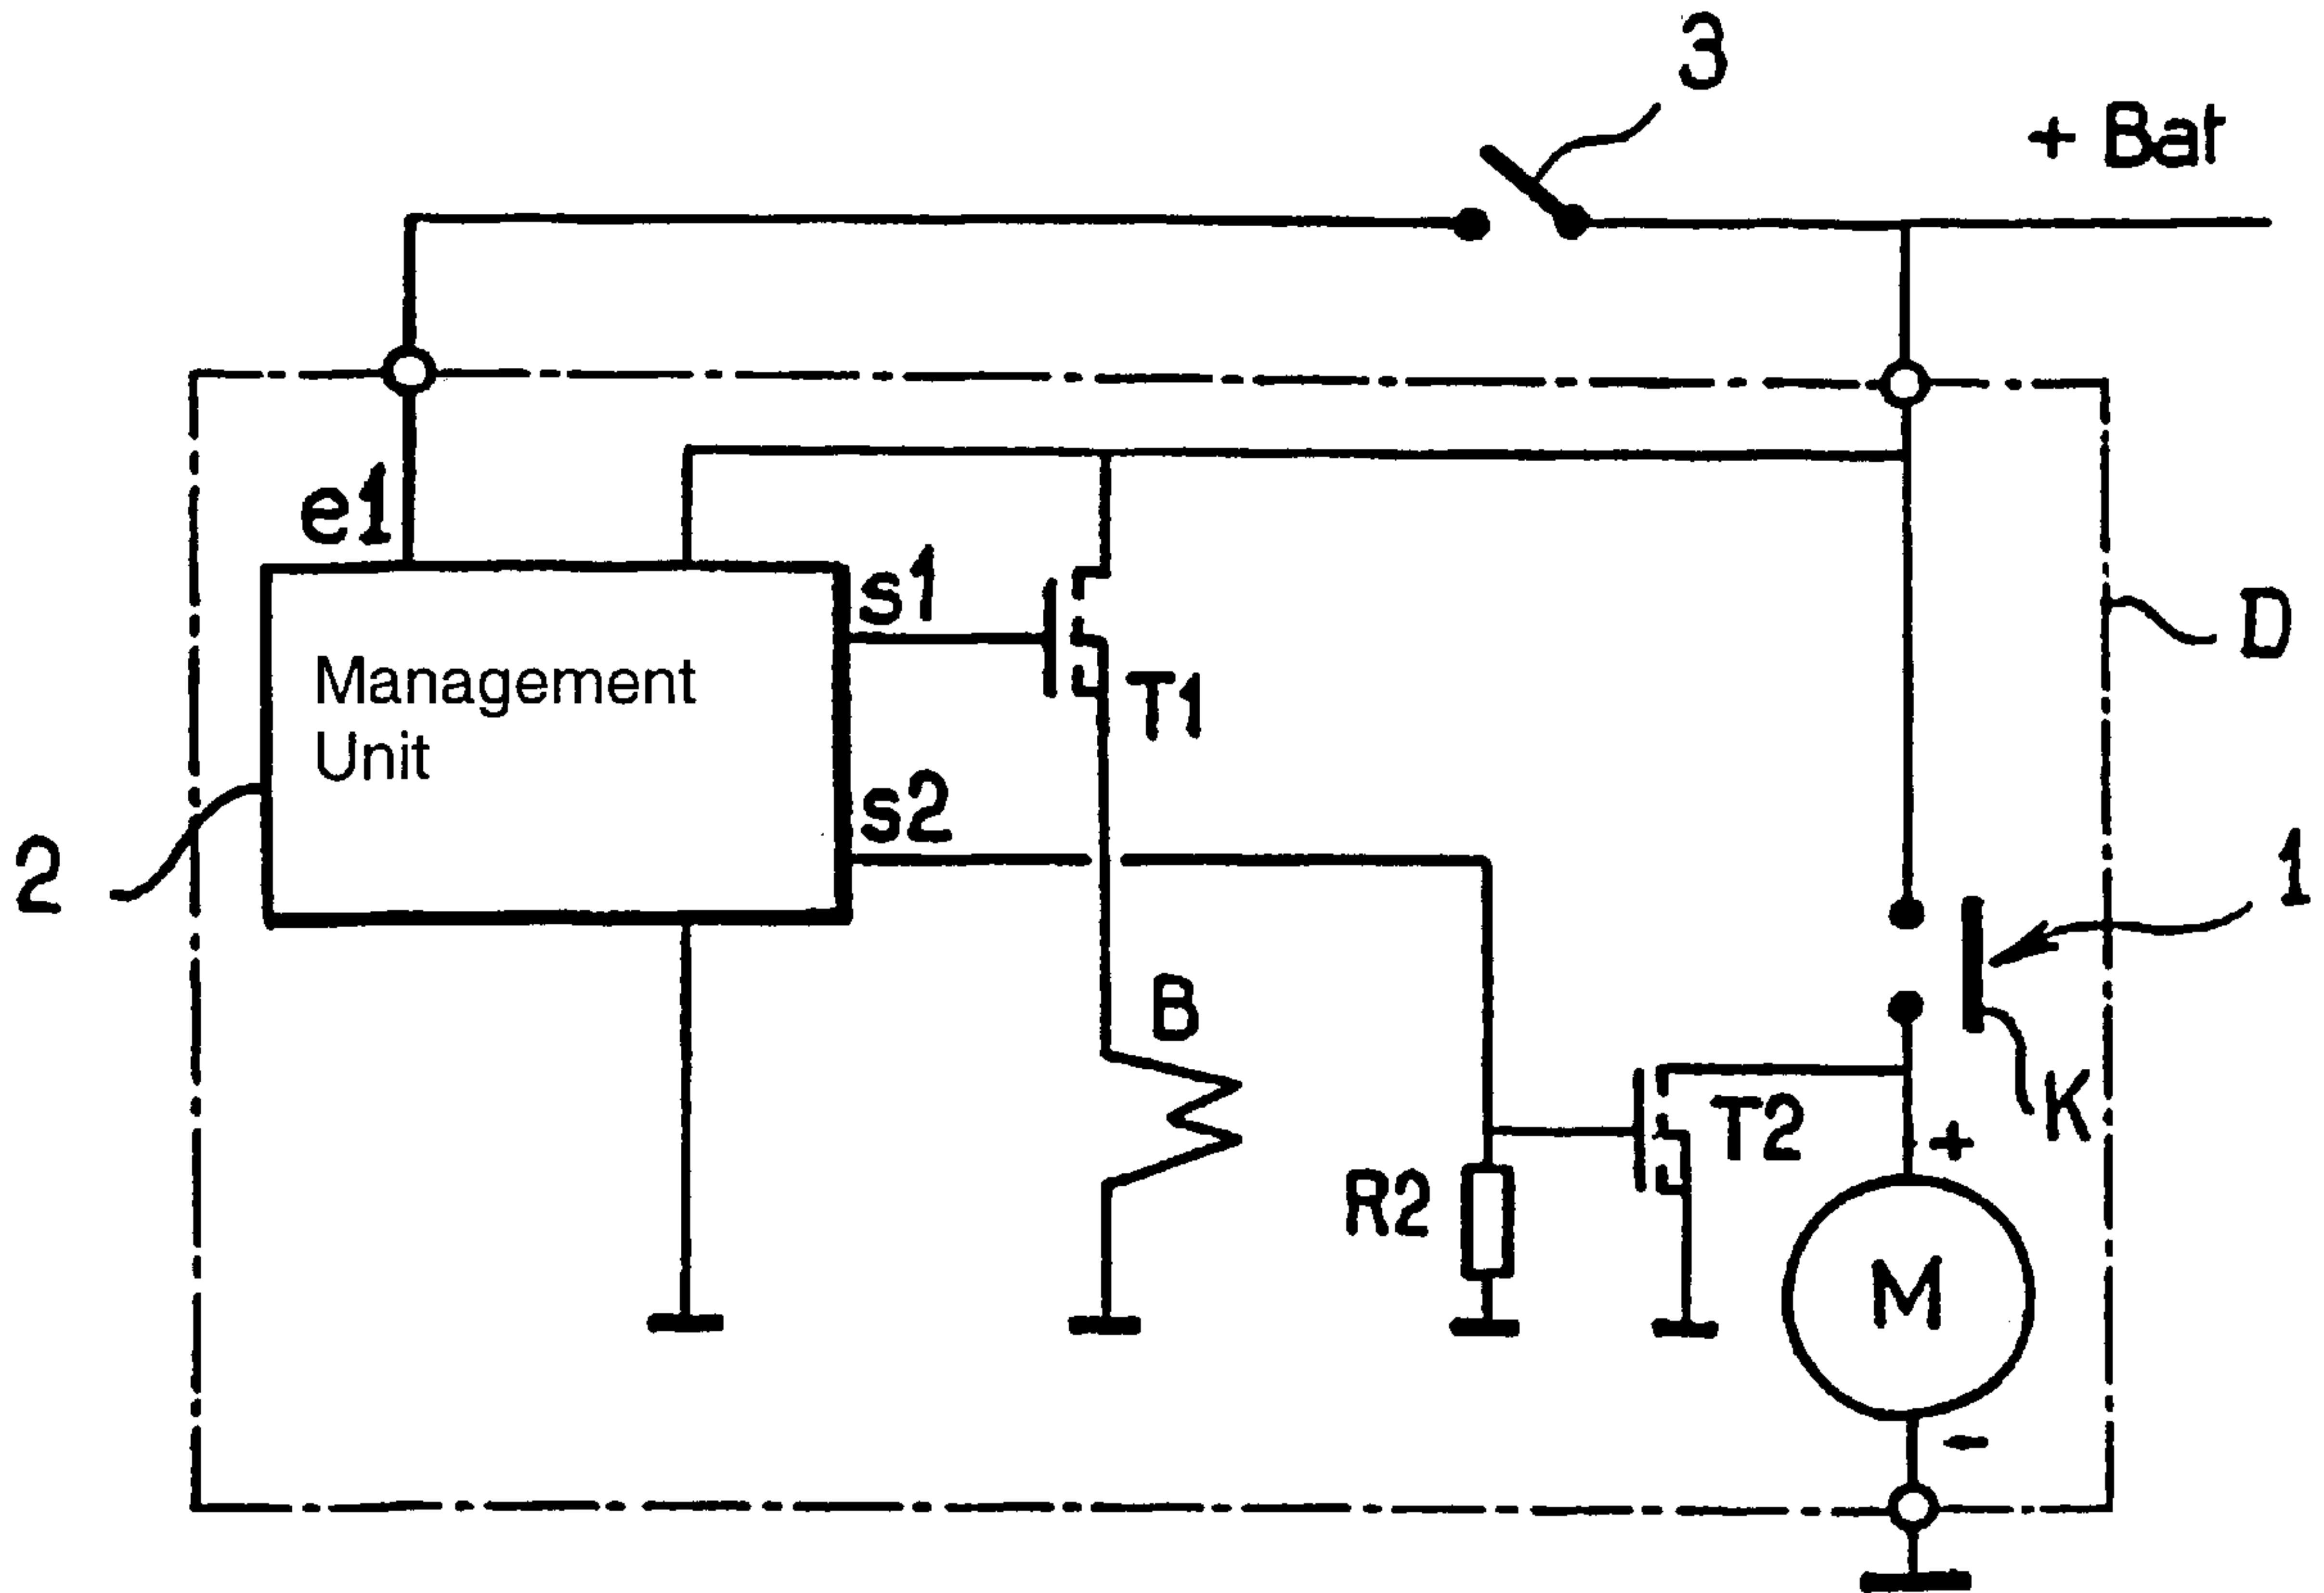 3
+ Bat
e1
s1
D
Management
Unit
T1
s2
2
1
B
K
T2
+
R2
M
-